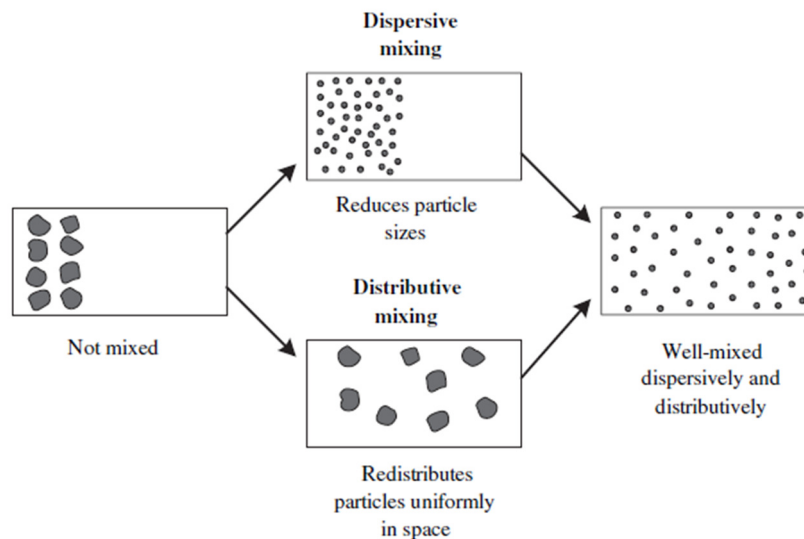 Dispersive
mixing
Reduces particle
sizes
Not mixed
Distributive
mixing
Redistributes
particles uniformly
in space
Well-mixed
dispersively and
distributively